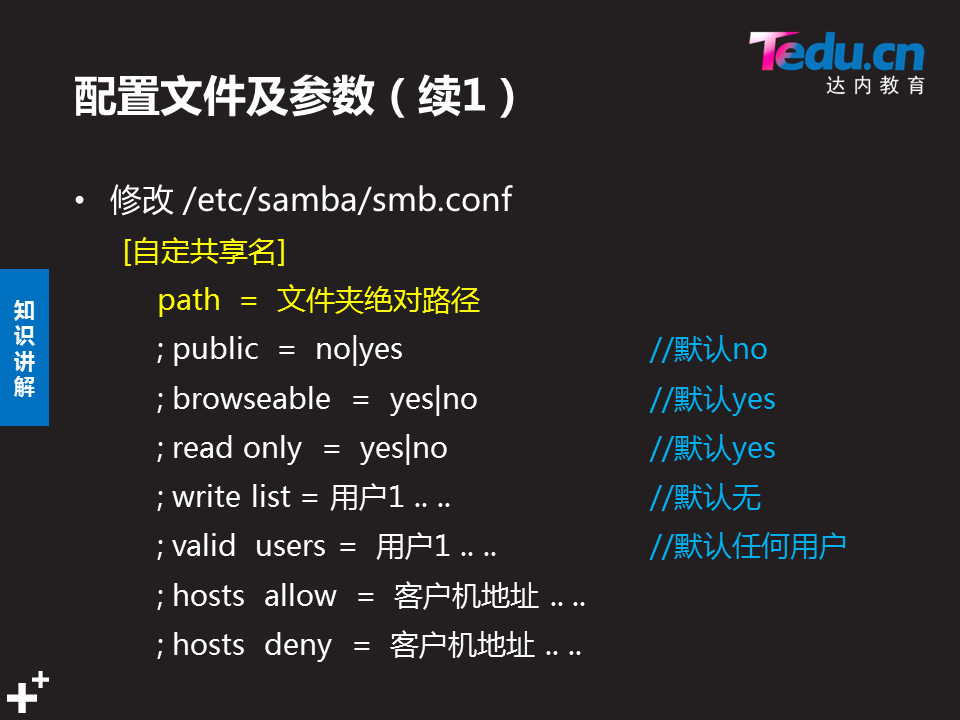 Tedu.cn
达内教育
配置文件及参数（续1）
• 修改 /etc/samba/smb.conf
[自定共享名]
path = 文件夹绝对路径
; public = no|yes //默认no
; browseable = yes|no //默认yes
; read only = yes|no //默认yes
; write list = 用户1 .. .. //默认无
; valid users = 用户1 .. .. //默认任何用户
; hosts allow = 客户机地址 .. ..
; hosts deny = 客户机地址 .. ..
知识讲解